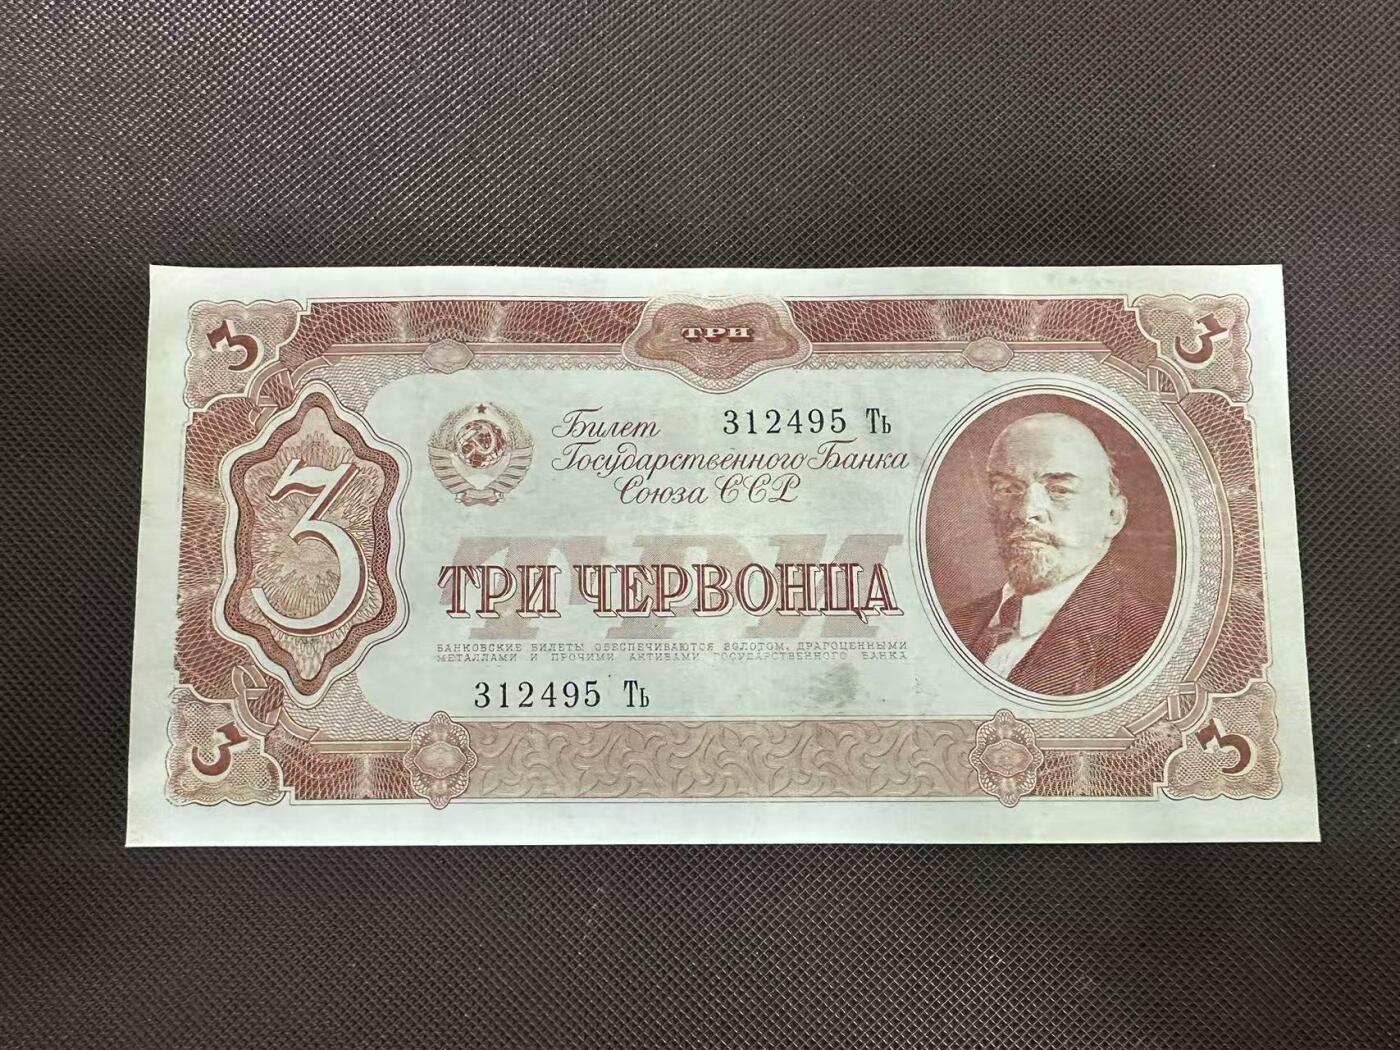 3
ТРИ
3
Билет 312495 Ть
Государственного Банка
Союза ССР
3
ТРИ
ТРИ ЧЕРВОНЦА
БАНКОВСКИЕ БИЛЕТЫ ОБЕСПЕЧИВАЮТСЯ ЗОЛОТОМ, ДРАГОЦЕННЫМИ
МЕТАЛЛАМИ И ПРОЧИМИ АКТИВАМИ ГОСУДАРСТВЕННОГО БАНКА
312495 Ть
3
3